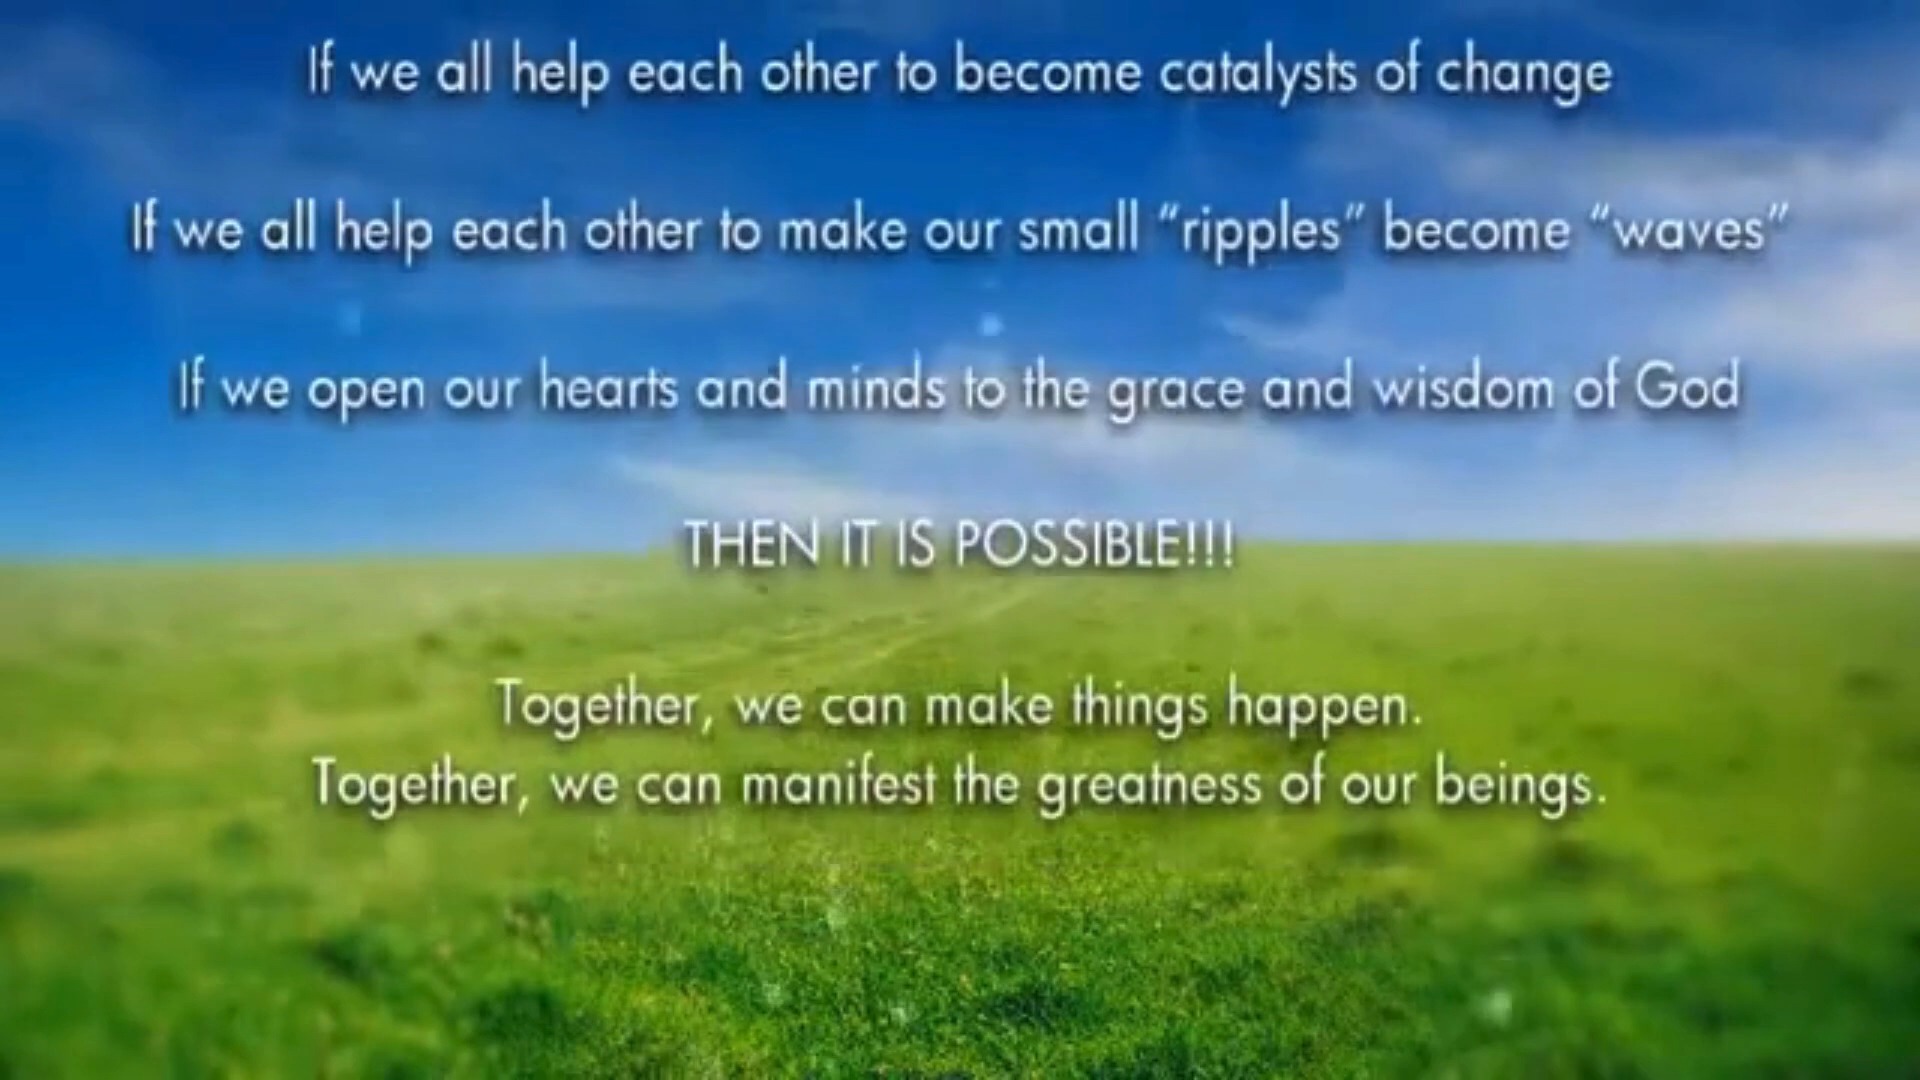 If we all help each other to become catalysts of change
If we all help each other to make our small “ripples” become “waves”
If we open our hearts and minds to the grace and wisdom of God
THEN IT IS POSSIBLE!!!
Together, we can make things happen.
Together, we can manifest the greatness of our beings.